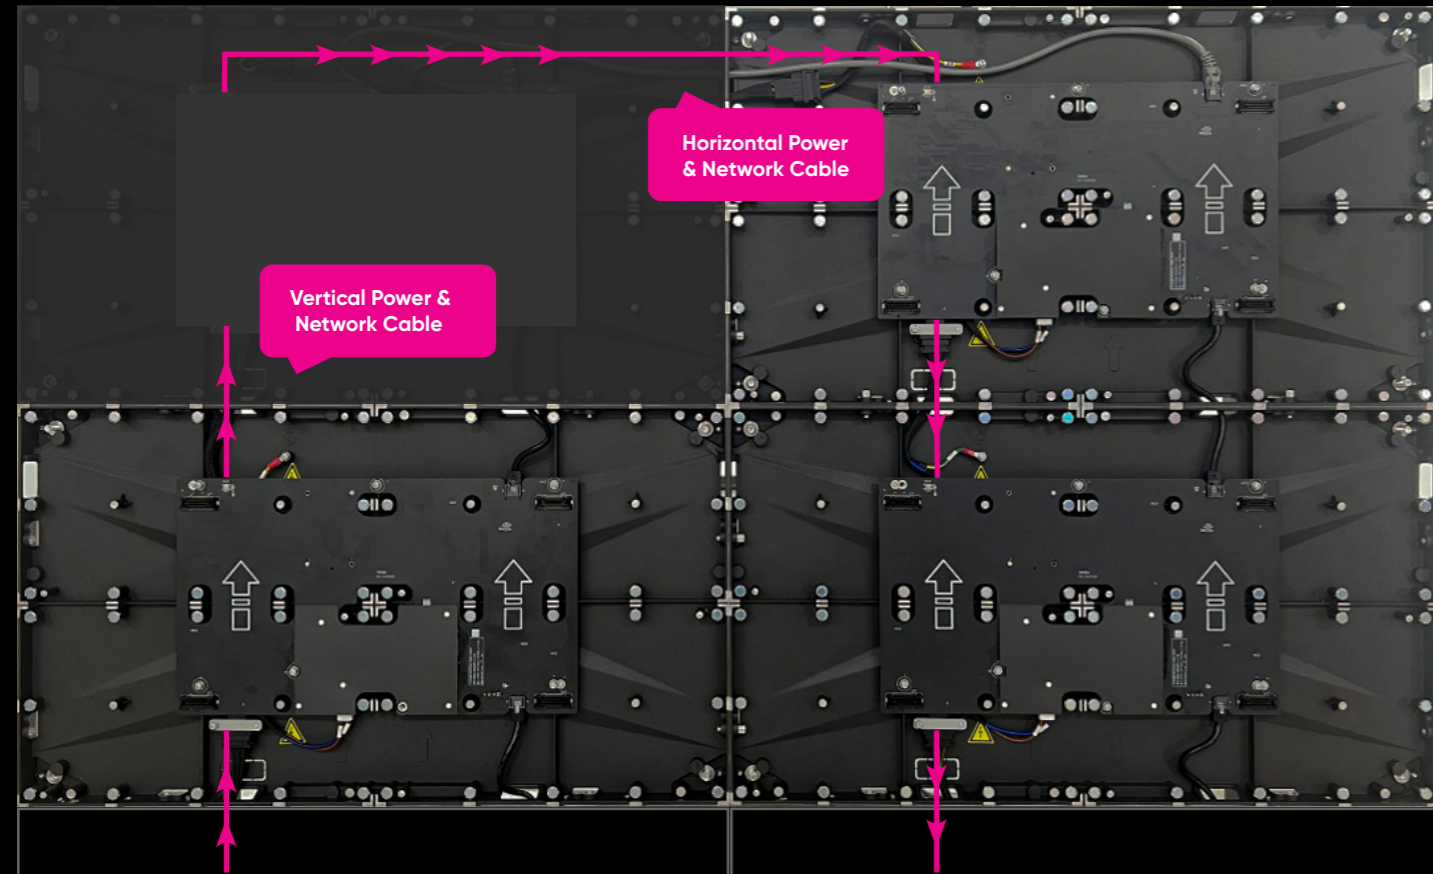 Horizontal Power
& Network Cable
Vertical Power &
Network Cable